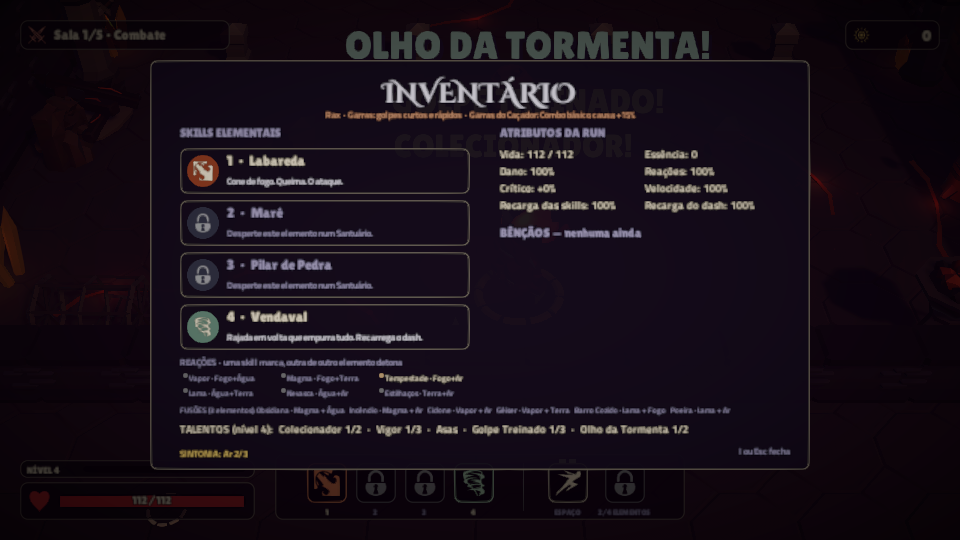 Sala 1/5 - Combate
OLHO DA TORMENTA!
0
INVENTÁRIO
Rax - Garras: golpes curtos e rápidos - Garras do Caçador: Combo básico causa +15%
COLECIONADOR!
SKILLS ELEMENTAIS
1 - Labareda
Cone de fogo. Queima. O ataque.
2 - Maré
Desperte este elemento num Santuário.
3 - Pilar de Pedra
Desperte este elemento num Santuário.
4 - Vendaval
Rajada em volta que empurra tudo. Recarrega o dash.
ATRIBUTOS DA RUN
Vida: 112 / 112
Essência: 0
Dano: 100%
Reações: 100%
Crítico: +0%
Velocidade: 100%
Recarga das skills: 100%
Recarga do dash: 100%
BÊNÇÃOS — nenhuma ainda
REAÇÕES - uma skill marca, outra de outro elemento detona
Vapor - Fogo+Água
Magma - Fogo+Terra
Tempestade - Fogo+Ar
Lama - Água+Terra
Nevasca - Água+Ar
Estilhaços - Terra+Ar
FUSÕES (3 elementos) Obsidiana - Magma + Água Incêndio - Magma + Ar Ciclone - Vapor + Ar Gêiser - Vapor + Terra Barro Cozido - Lama + Fogo Poeira - Lama + Ar
TALENTOS (nível 4): Colecionador 1/2 - Vigor 1/3 - Asas - Golpe Treinado 1/3 - Olho da Tormenta 1/2
SINTONIA: Ar 2/3
I ou Esc fecha
NÍVEL 4
112 / 112
1
2
3
4
ESPAÇO
2/4 ELEMENTOS